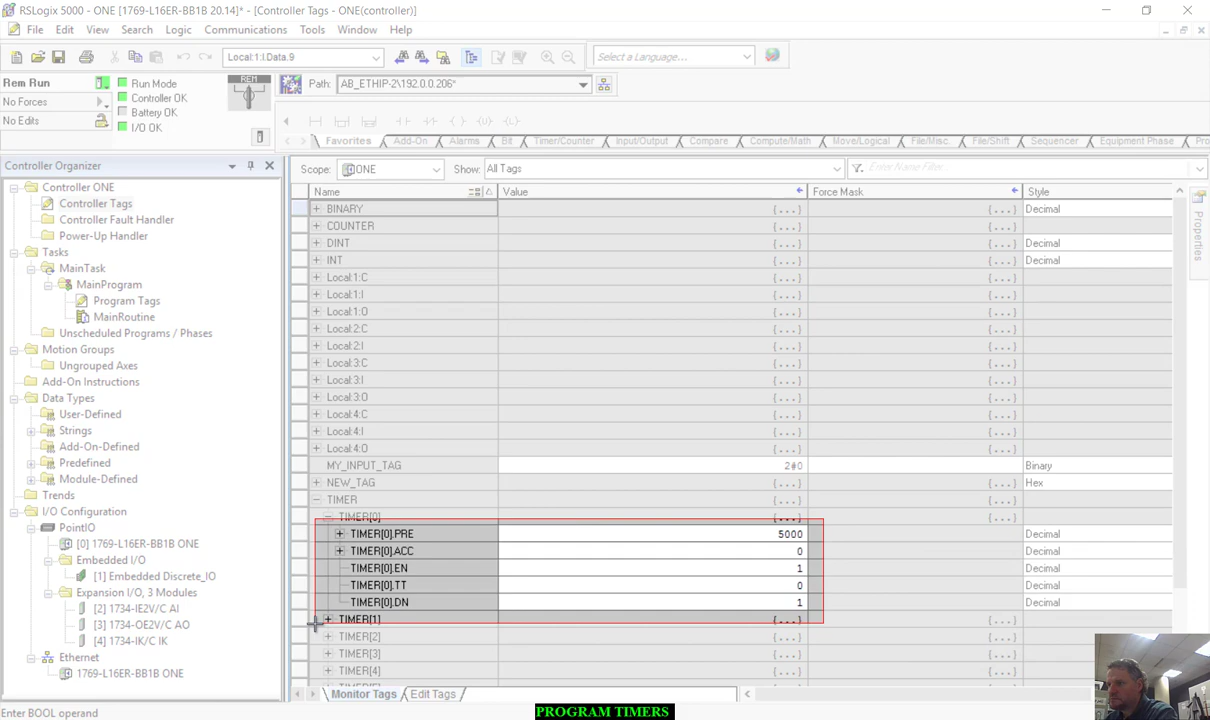 RSLogix 5000 - ONE [1769-L16ER-BB1B 20.14]* - [Controller Tags - ONE(controller)]
File Edit View Search Logic Communications Tools Window Help
Local:1:I.Data.9
Select a Language...
Rem Run
Run Mode
No Forces
Controller OK
Battery OK
No Edits
I/O OK
REM
Path: AB_ETHIP-2\192.0.0.206*
Favorites Add-On Alarms Bit Timer/Counter Input/Output Compare Compute/Math Move/Logical File/Misc. File/Shift Sequencer Equipment Phase
Controller Organizer
Controller ONE
Controller Tags
Controller Fault Handler
Power-Up Handler
Tasks
MainTask
MainProgram
Program Tags
MainRoutine
Unscheduled Programs / Phases
Motion Groups
Ungrouped Axes
Add-On Instructions
Data Types
User-Defined
Strings
Add-On-Defined
Predefined
Module-Defined
Trends
I/O Configuration
PointIO
[0] 1769-L16ER-BB1B ONE
Embedded I/O
[1] Embedded Discrete_IO
Expansion I/O, 3 Modules
[2] 1734-IE2V/C AI
[3] 1734-OE2V/C AO
[4] 1734-IK/C IK
Ethernet
1769-L16ER-BB1B ONE
Scope: ONE Show: All Tags Enter Name Filter...
Name Value Force Mask Style
BINARY {...} {...} Decimal
COUNTER {...} {...}
DINT {...} {...} Decimal
INT {...} {...} Decimal
Local:1:C {...} {...}
Local:1:I {...} {...}
Local:1:O {...} {...}
Local:2:C {...} {...}
Local:2:I {...} {...}
Local:3:C {...} {...}
Local:3:I {...} {...}
Local:3:O {...} {...}
Local:4:C {...} {...}
Local:4:I {...} {...}
Local:4:O {...} {...}
MY_INPUT_TAG 2#0 Binary
NEW_TAG {...} {...} Hex
TIMER {...} {...}
TIMER[0] {...} {...}
TIMER[0].PRE 5000 Decimal
TIMER[0].ACC 0 Decimal
TIMER[0].EN 1 Decimal
TIMER[0].TT 0 Decimal
TIMER[0].DN 1 Decimal
TIMER[1] {...} {...}
TIMER[2] {...} {...}
TIMER[3] {...} {...}
TIMER[4] {...} {...}
Monitor Tags Edit Tags
Properties
Enter BOOL operand
PROGRAM TIMERS